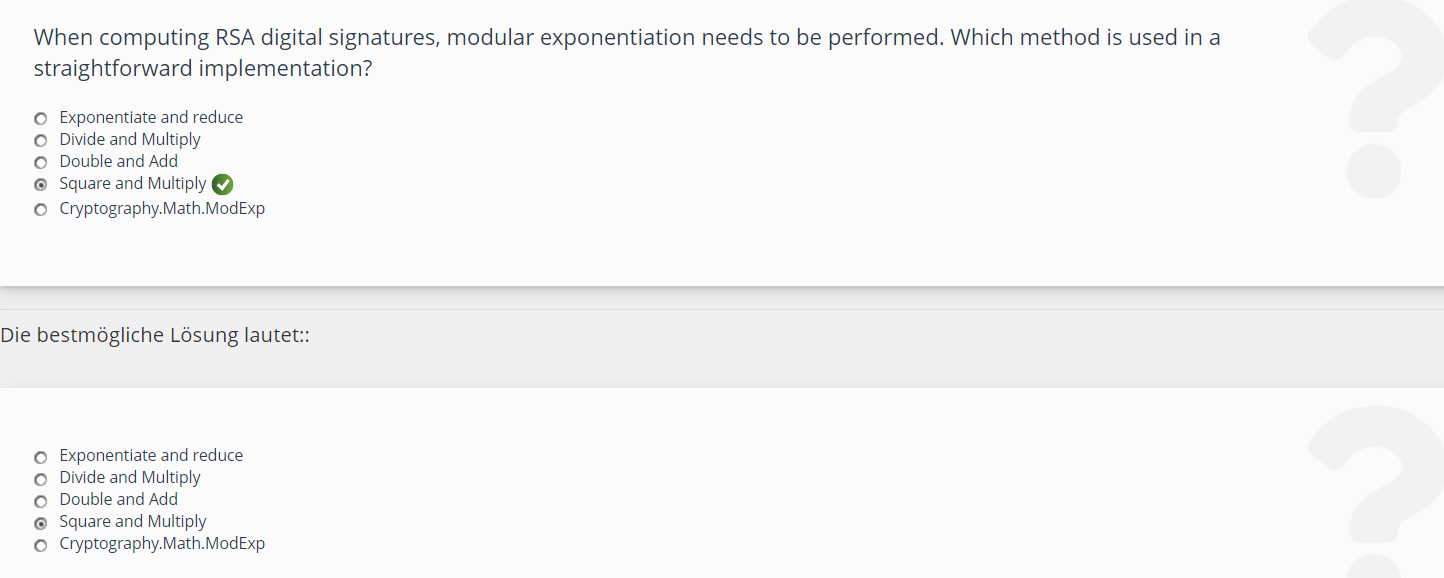 When computing RSA digital signatures, modular exponentiation needs to be performed. Which method is used in a
straightforward implementation?
Exponentiate and reduce
Divide and Multiply
Double and Add
Square and Multiply
Cryptography.Math.ModExp
Die bestmögliche Lösung lautet::
Exponentiate and reduce
Divide and Multiply
Double and Add
Square and Multiply
Cryptography.Math.ModExp